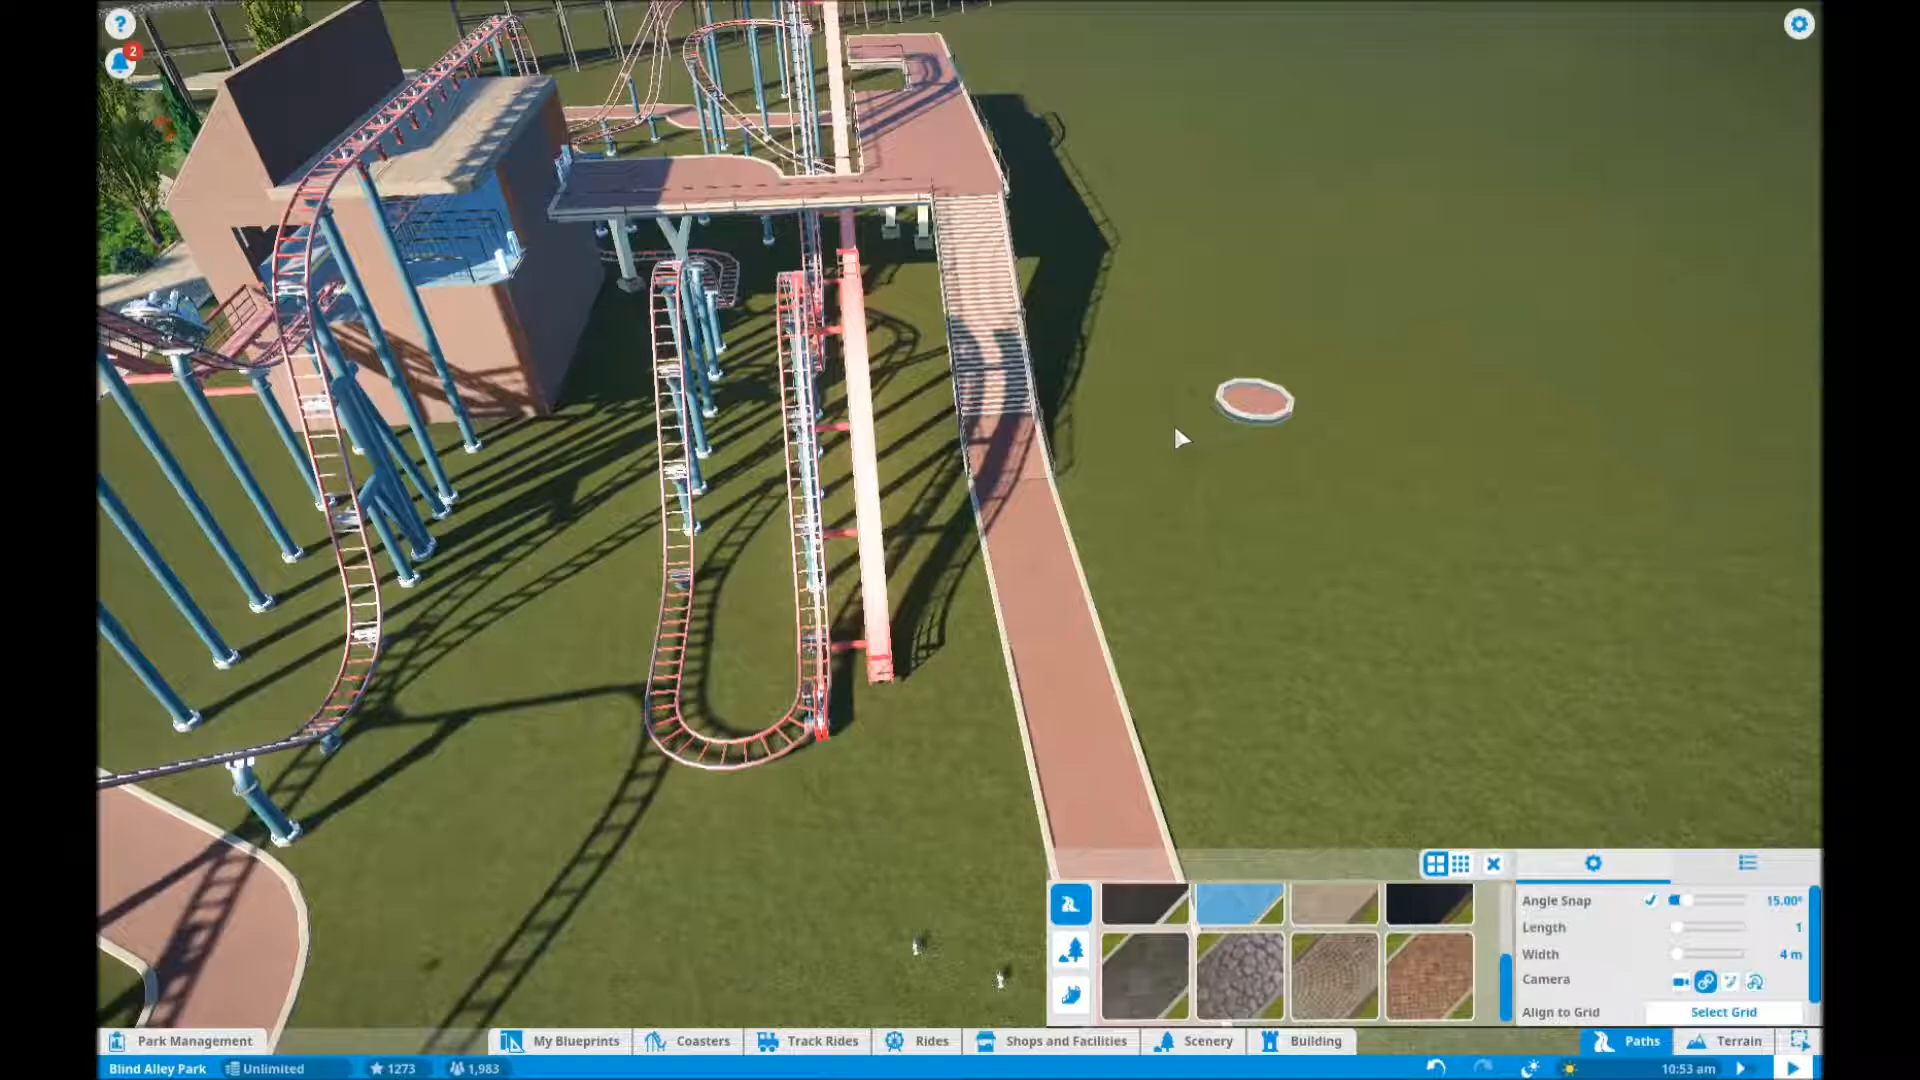 ?
2
Angle Snap 15.00°
Length 1
Width 4 m
Camera
Align to Grid Select Grid
Park Management My Blueprints Coasters Track Rides Rides Shops and Facilities Scenery Building Paths Terrain
Blind Alley Park Unlimited 1273 1,983 10:53 am